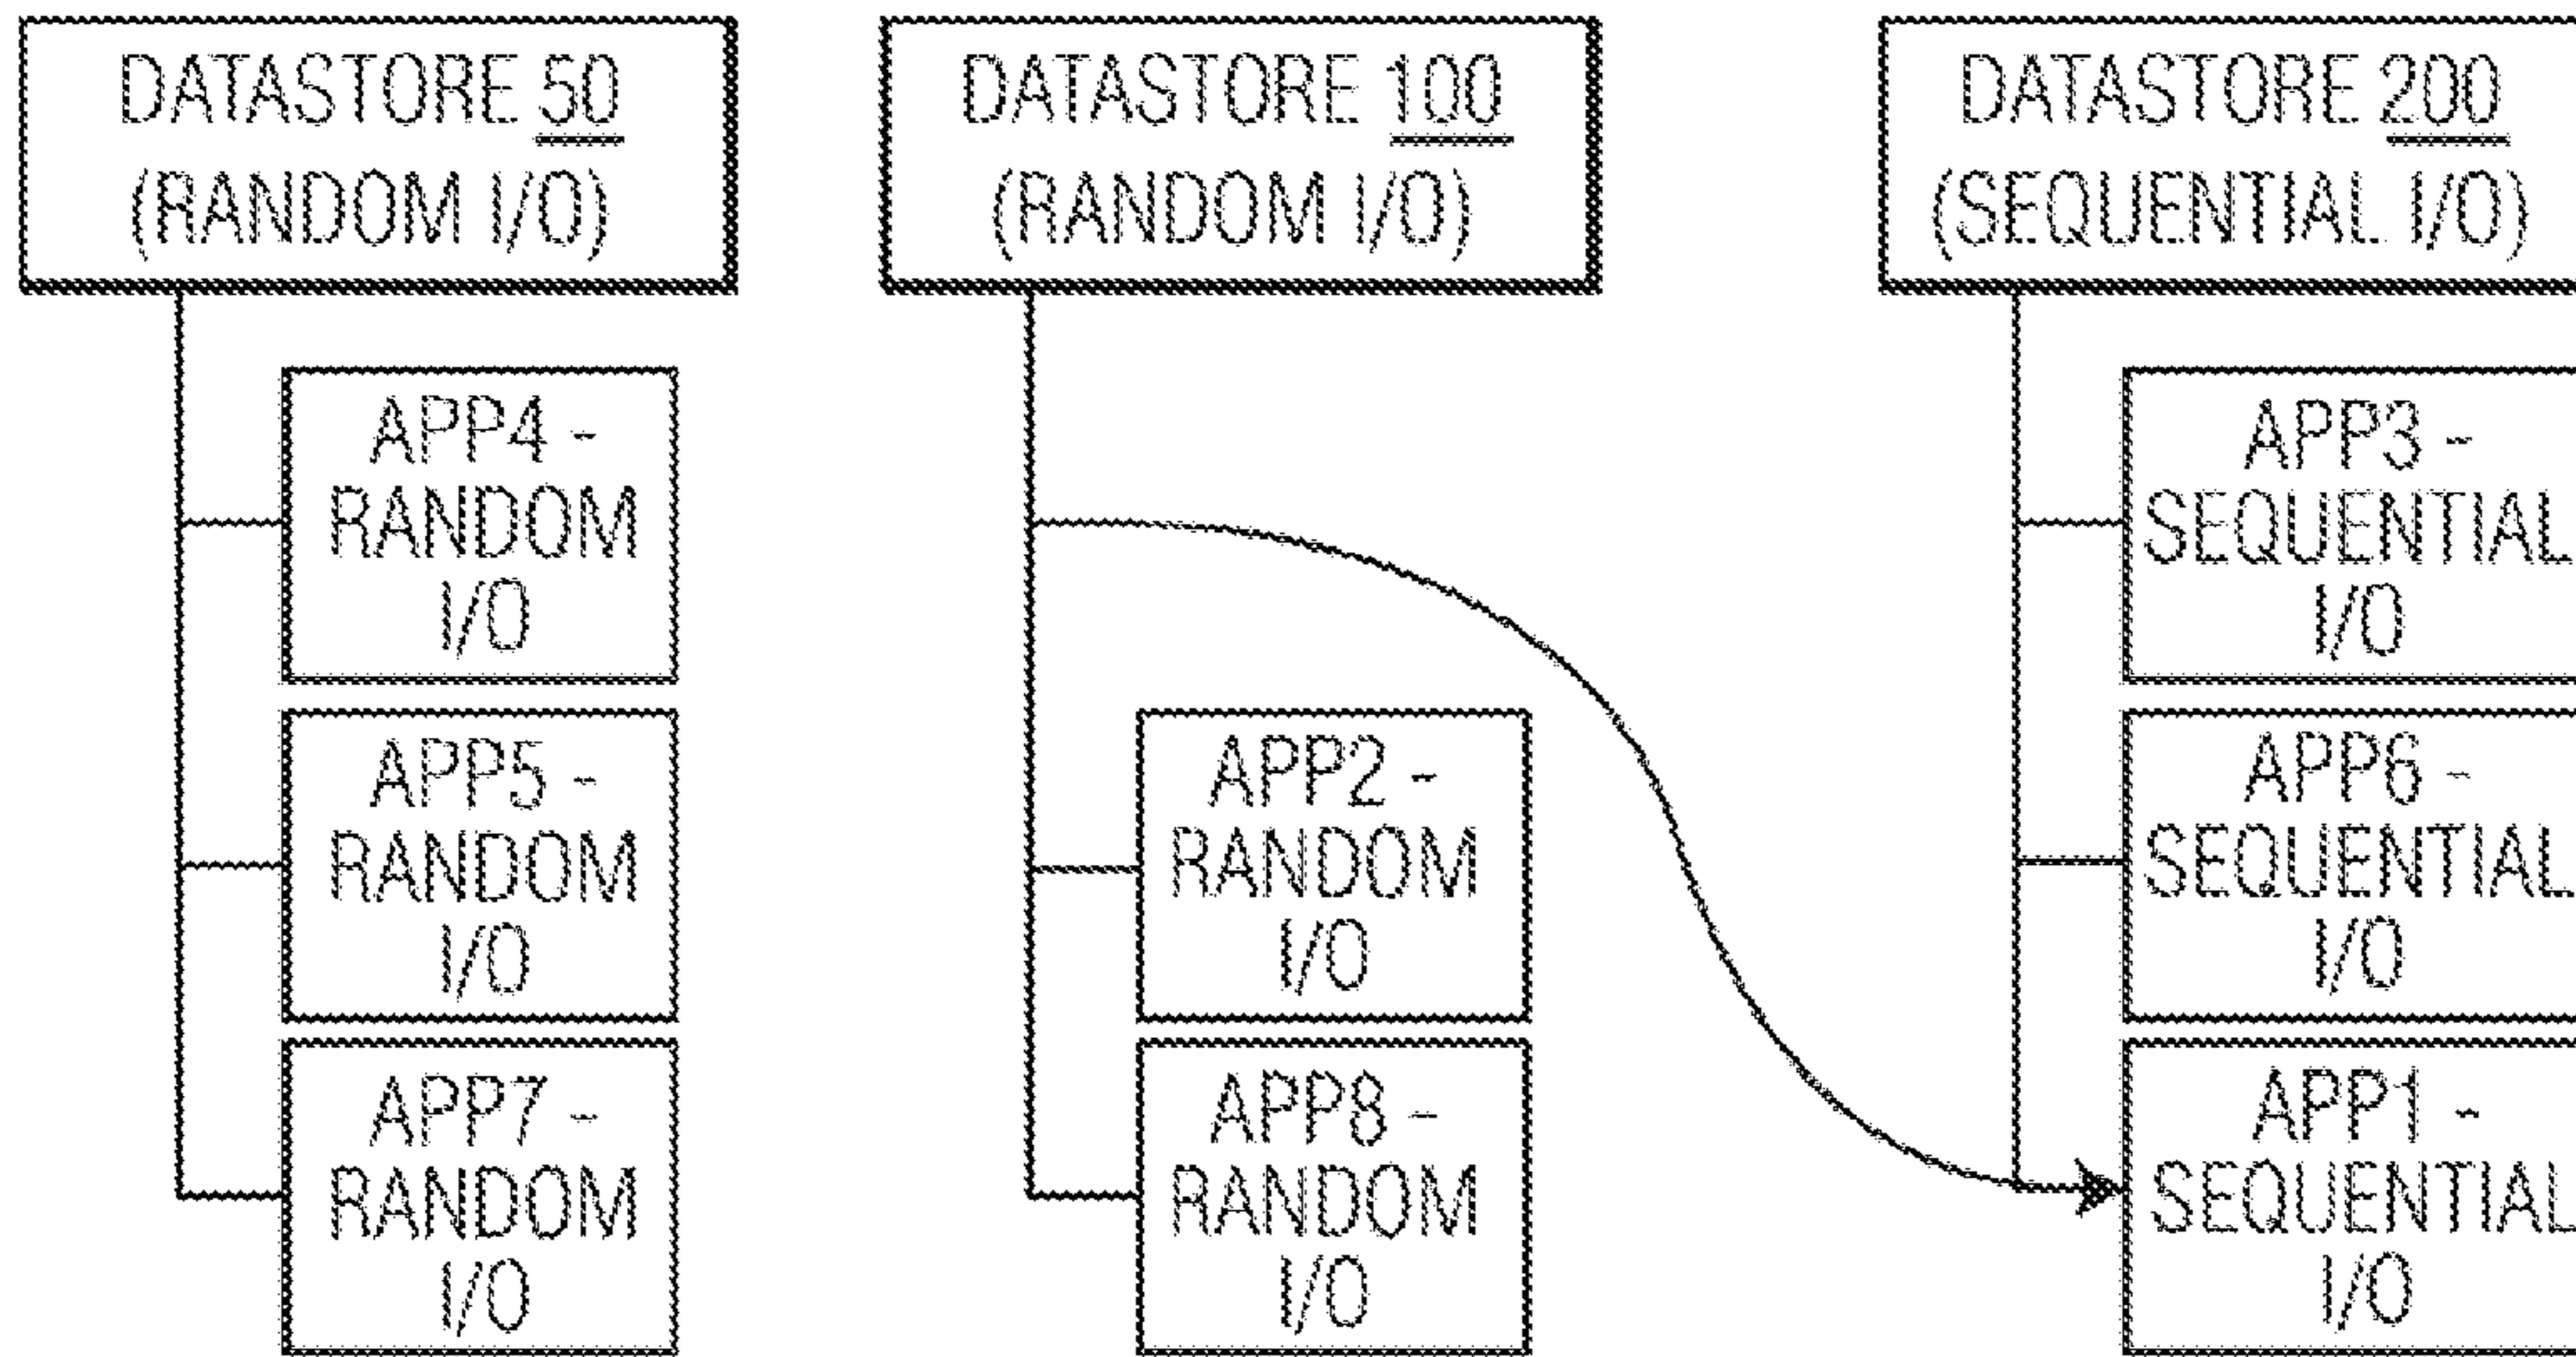 DATASTORE 50
(RANDOM I/O)
APP4 -
RANDOM
I/O
APP5 -
RANDOM
I/O
APP7 -
RANDOM
I/O
DATASTORE 100
(RANDOM I/O)
APP2 -
RANDOM
I/O
APP8 -
RANDOM
I/O
DATASTORE 200
(SEQUENTIAL I/O)
APP3 -
SEQUENTIAL
I/O
APP6 -
SEQUENTIAL
I/O
APP1 -
SEQUENTIAL
I/O